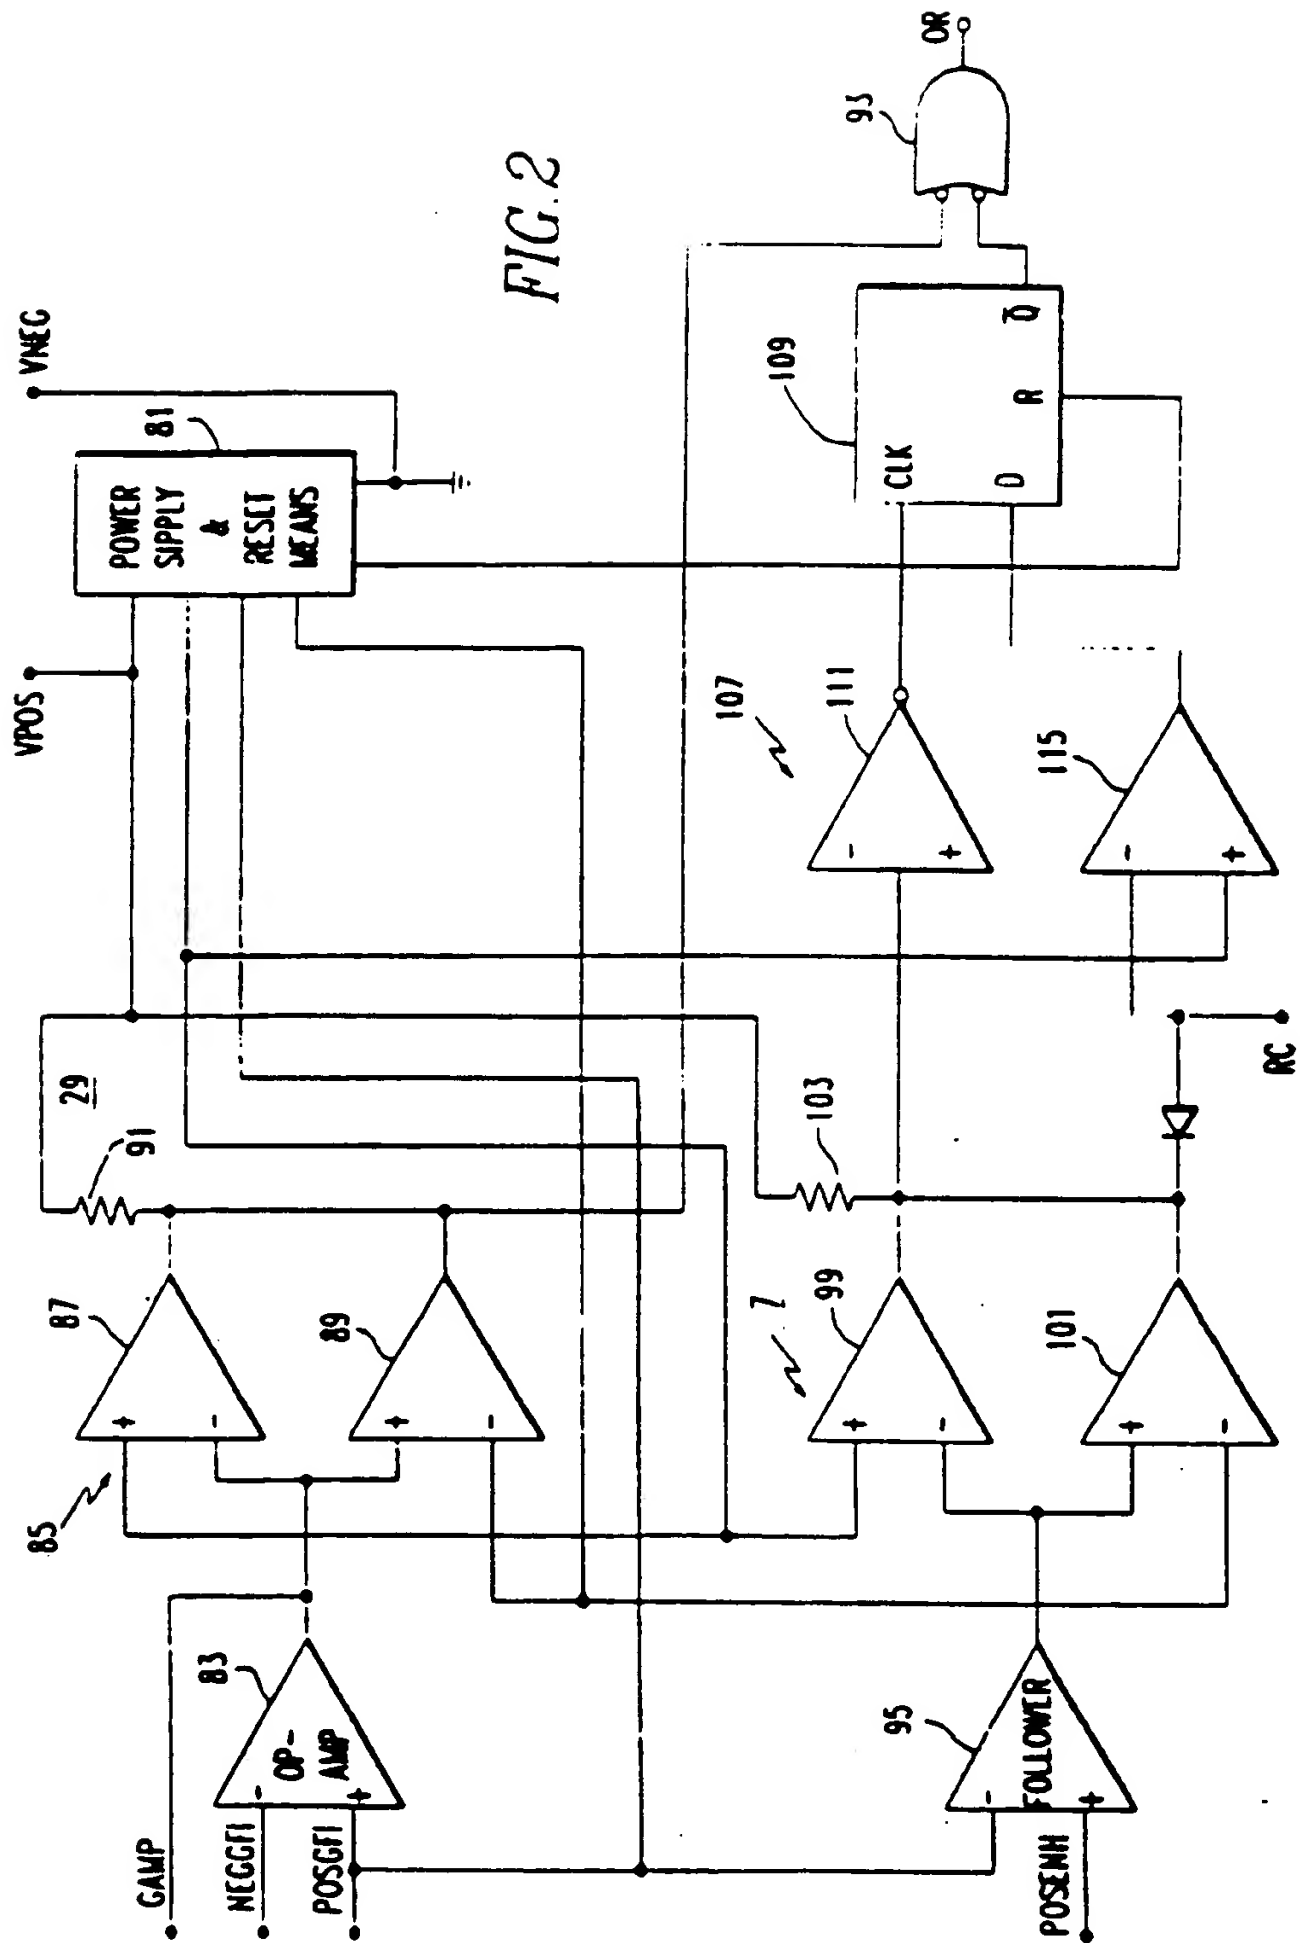 VPOS
VNEG
POWER
SIPPLY
&
RESET
MEANS
81
29
91
87
85
89
GAMP
83
OP-
AMP
-
+
NEGGFI
POSGFI
+
-
+
-
FIG. 2
OR
93
109
CLK
D
R
Q̅
107
111
-
+
115
-
+
103
RC
7
99
+
-
101
+
-
95
FOLLOWER
-
+
POSENH